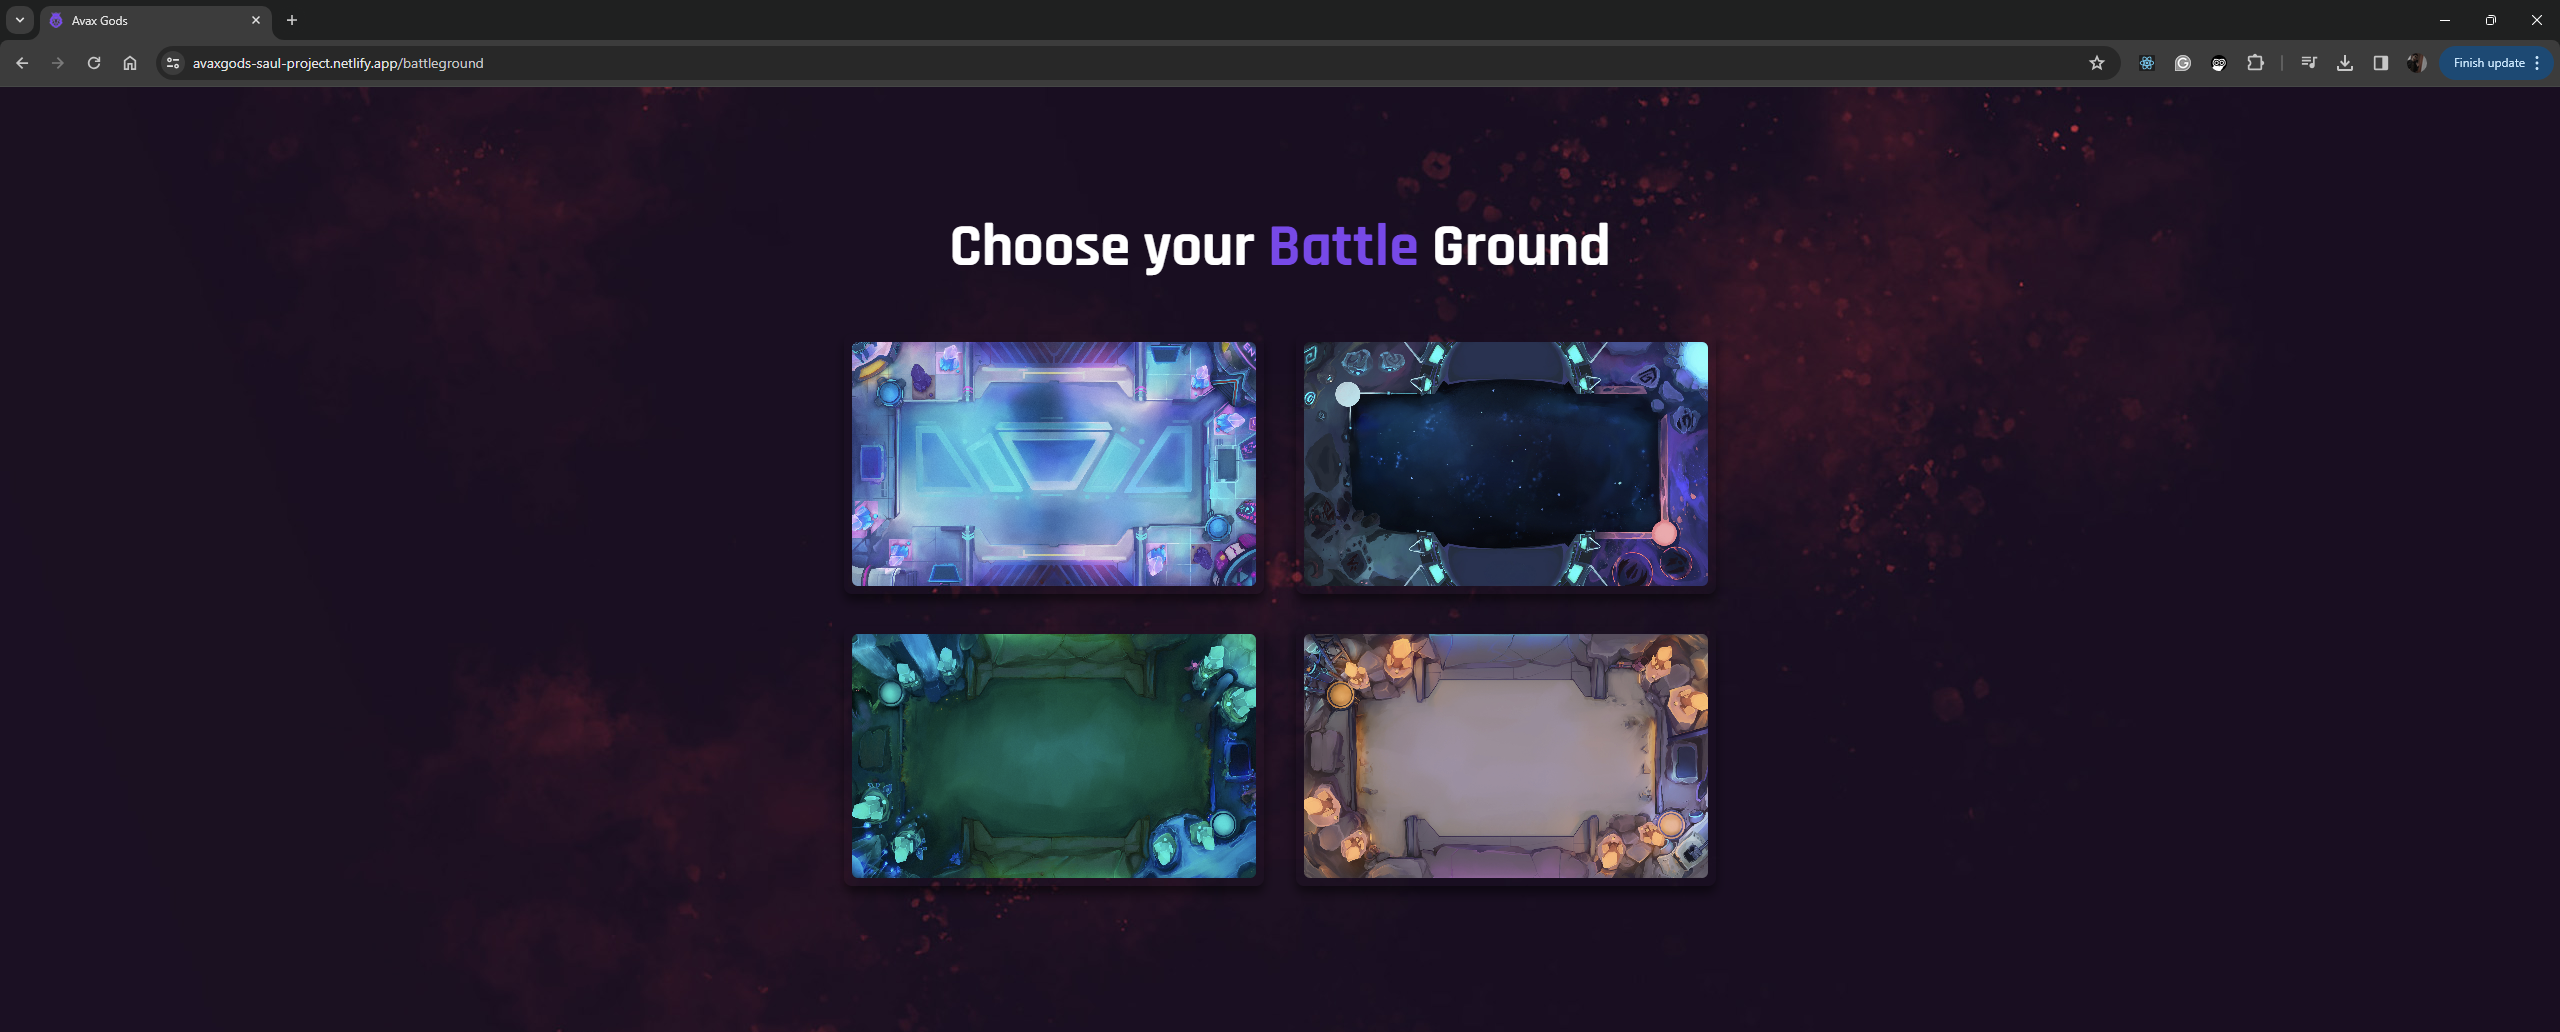 Avax Gods
avaxgods-saul-project.netlify.app/battleground
Finish update
Choose your Battle Ground